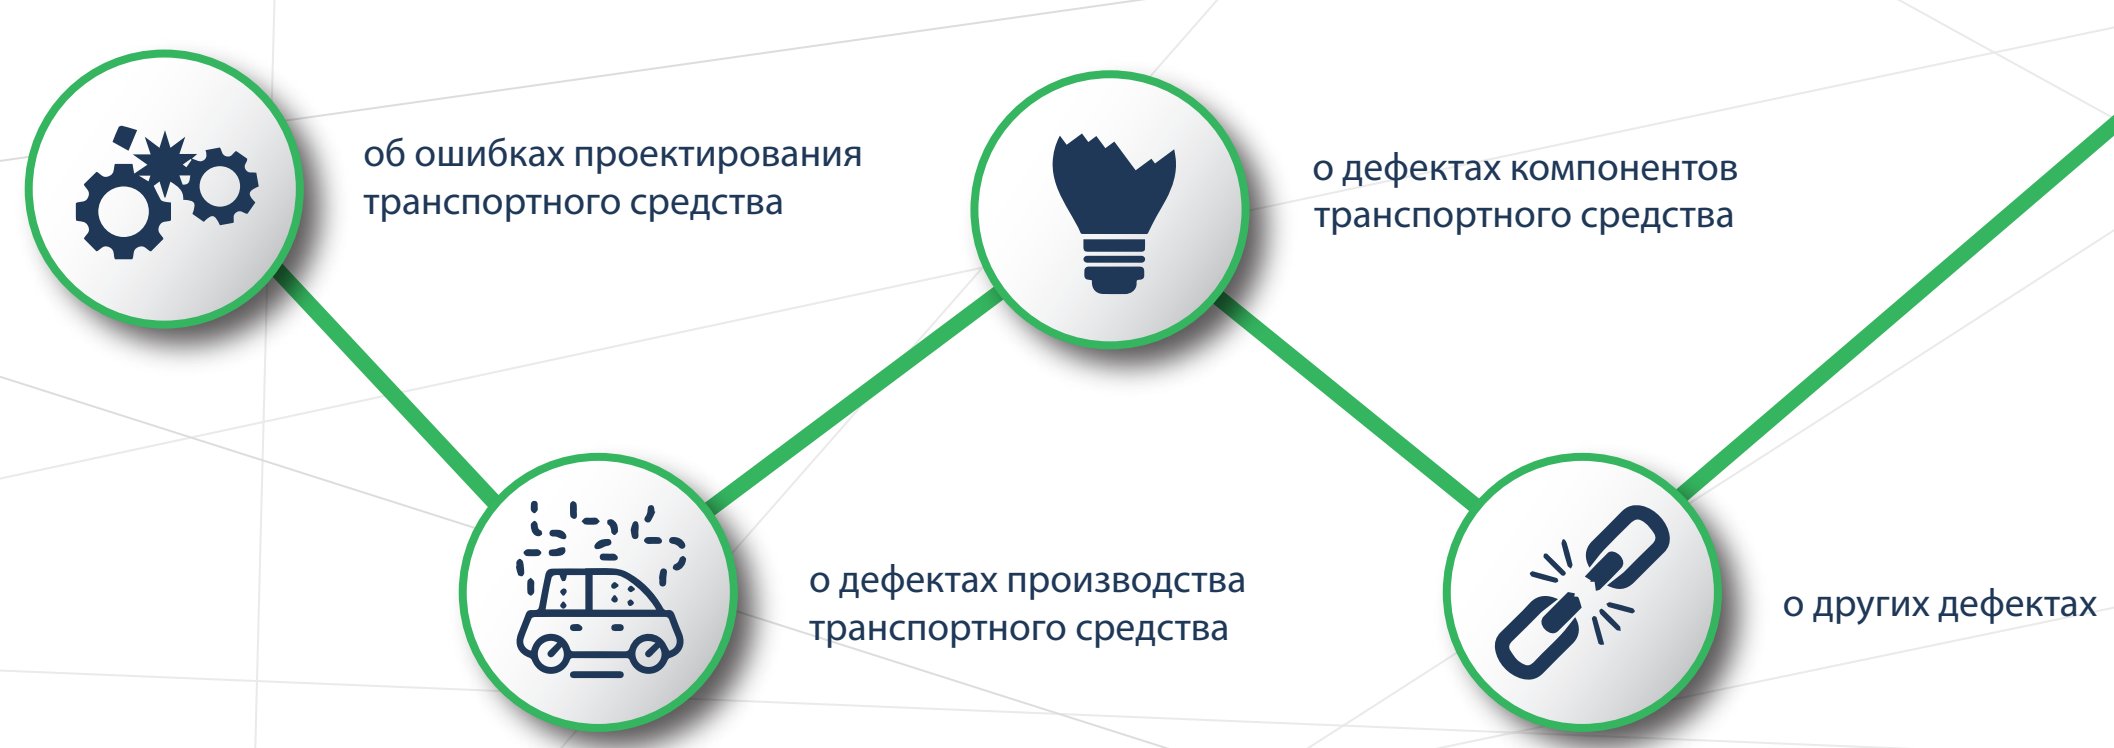 об ошибках проектирования
транспортного средства
о дефектах компонентов
транспортного средства
о дефектах производства
транспортного средства
о других дефектах